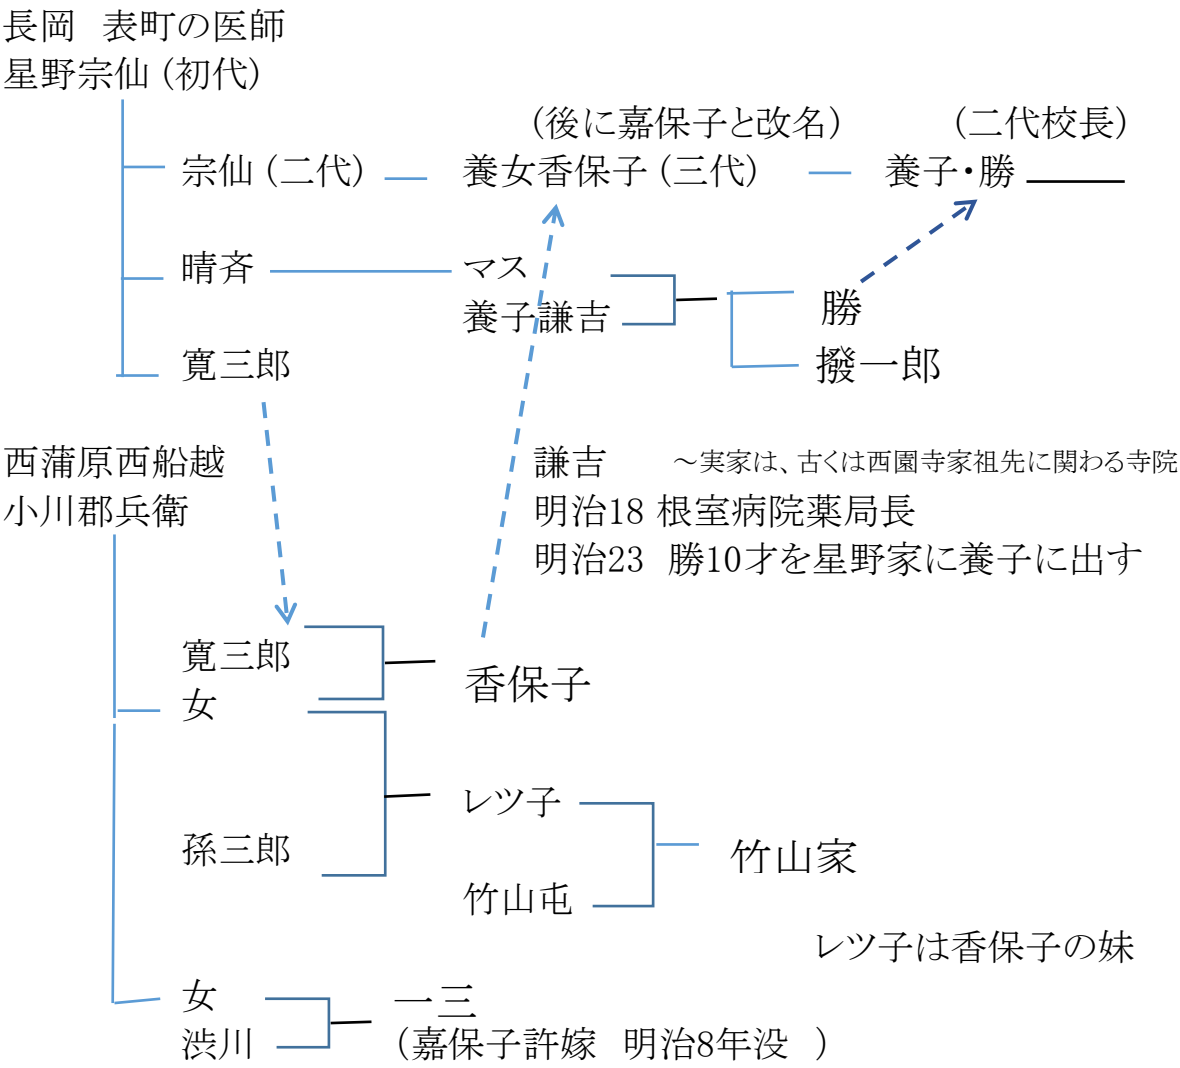 長岡　表町の医師
星野宗仙（初代）
（後に嘉保子と改名）　（二代校長）
宗仙（二代）　養女香保子（三代）　養子・勝
晴斉　マス
養子謙吉
勝
寛三郎
撥一郎
西蒲原西船越
小川郡兵衛
謙吉　～実家は、古くは西園寺家祖先に関わる寺院
明治18 根室病院薬局長
明治23　勝10才を星野家に養子に出す
寛三郎
女
香保子
レツ子
孫三郎
竹山家
竹山屯
レツ子は香保子の妹
女
渋川
一三
（嘉保子許嫁　明治8年没　）